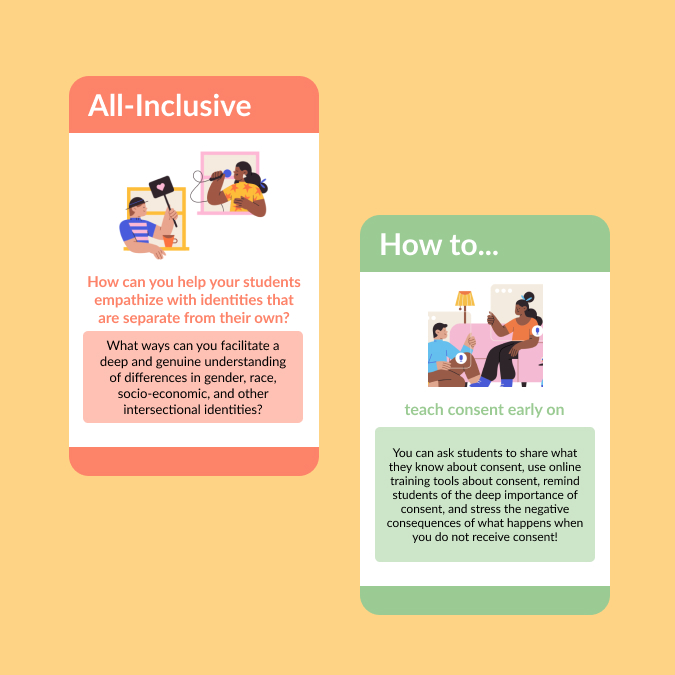 All-Inclusive
How can you help your students
empathize with identities that
are separate from their own?
What ways can you facilitate a
deep and genuine understanding
of differences in gender, race,
socio-economic, and other
intersectional identities?
How to...
teach consent early on
You can ask students to share what
they know about consent, use online
training tools about consent, remind
students of the deep importance of
consent, and stress the negative
consequences of what happens when
you do not receive consent!